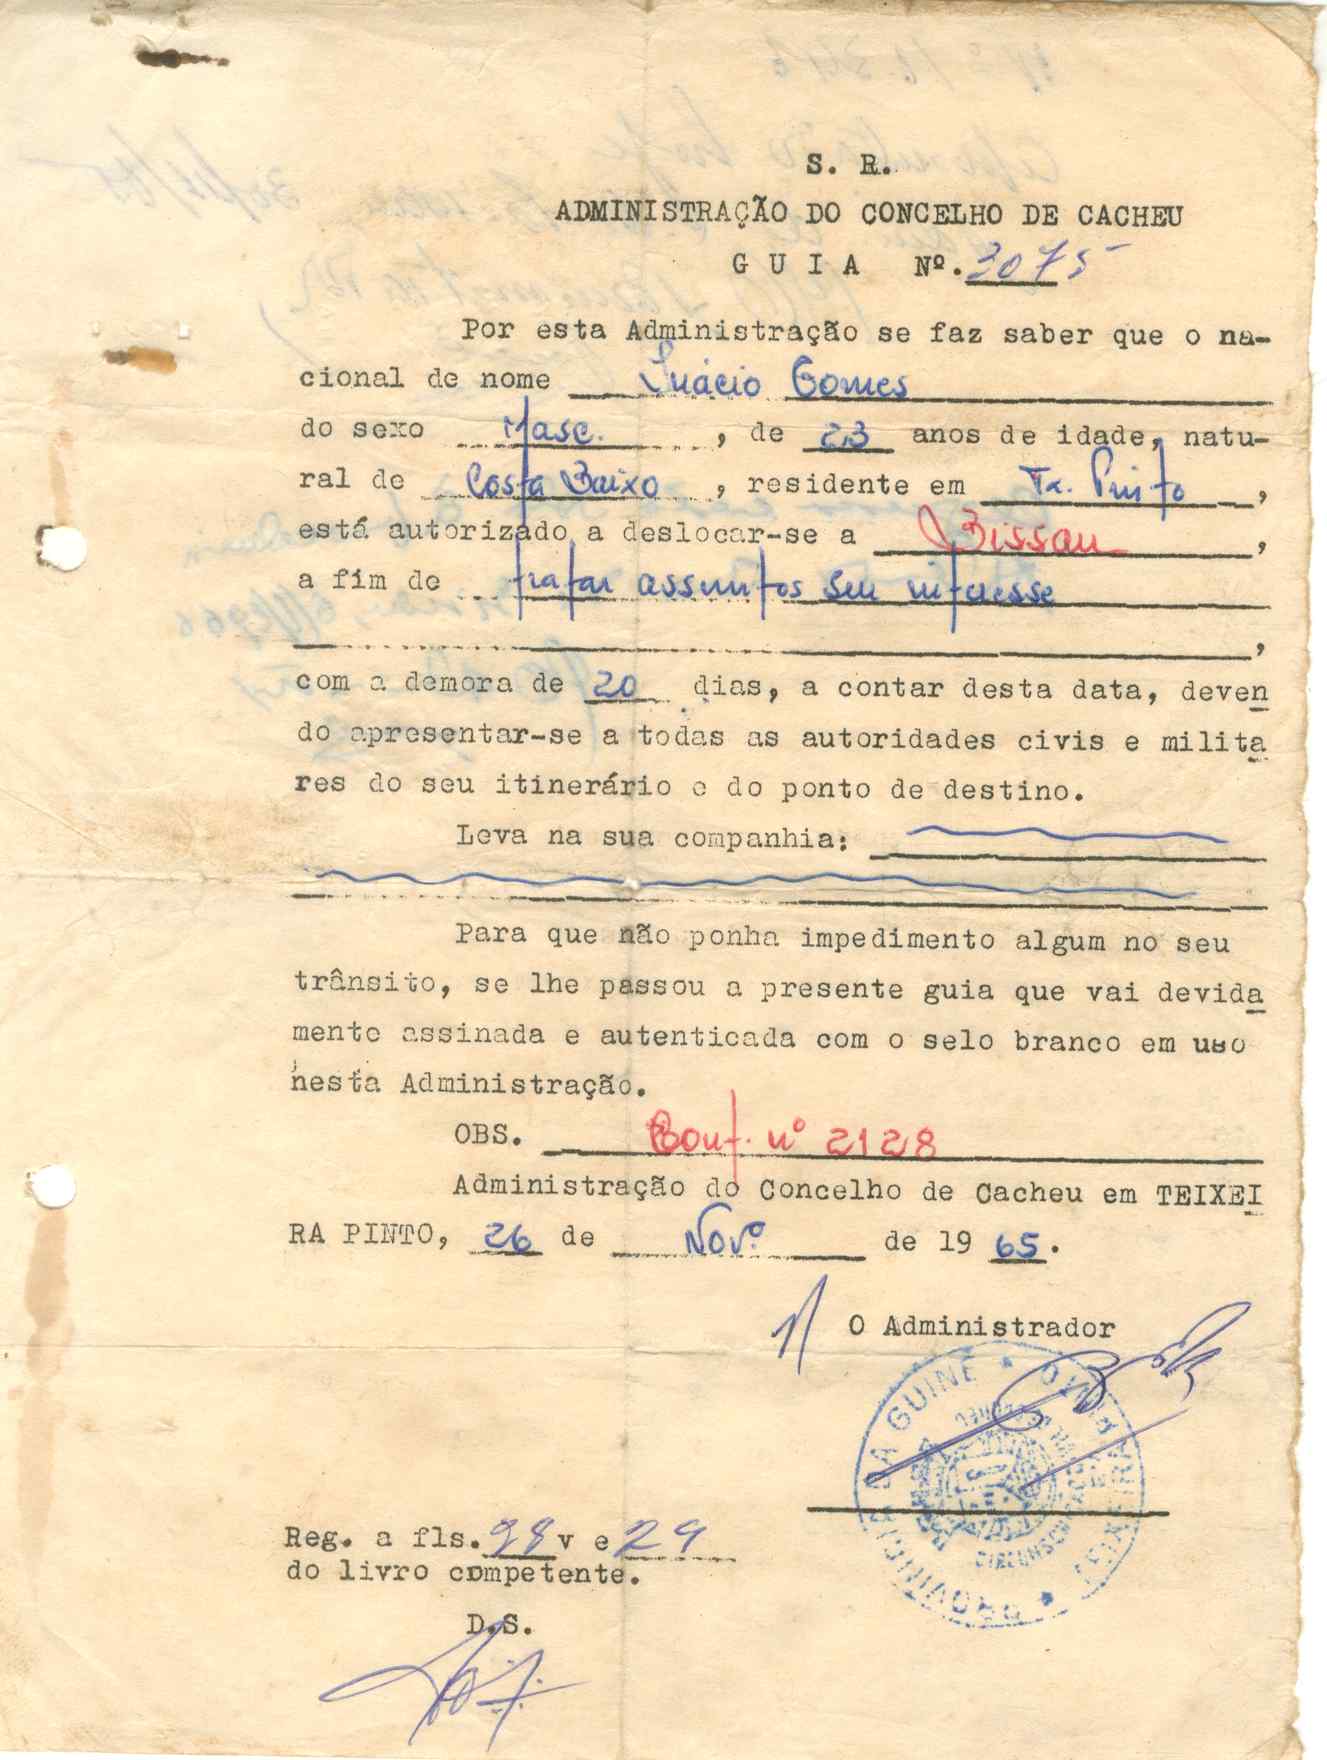 S. R.
ADMINISTRAÇÃO DO CONCELHO DE CACHEU
G U I A Nº. 3075
Por esta Administração se faz saber que o na-
cional de nome Inácio Gomes
do sexo Masc. , de 23 anos de idade, natu-
ral de Costa Baixo , residente em Tx. Pinto ,
está autorizado a deslocar-se a Bissau ,
a fim de tratar assuntos seu interesse
,
com a demora de 20 dias, a contar desta data, deven
do apresentar-se a todas as autoridades civis e milita
res do seu itinerário e do ponto de destino.
Leva na sua companhia:
Para que não ponha impedimento algum no seu
trânsito, se lhe passou a presente guia que vai devida
mente assinada e autenticada com o selo branco em uso
nesta Administração.
OBS. nº 2128
Administração do Concelho de Cacheu em TEIXEI
RA PINTO, 26 de Novº de 19 65.
O Administrador
PROVINCIA DA GUINÉ
Reg. a fls. 98 v e 29
do livro competente.
D.S.